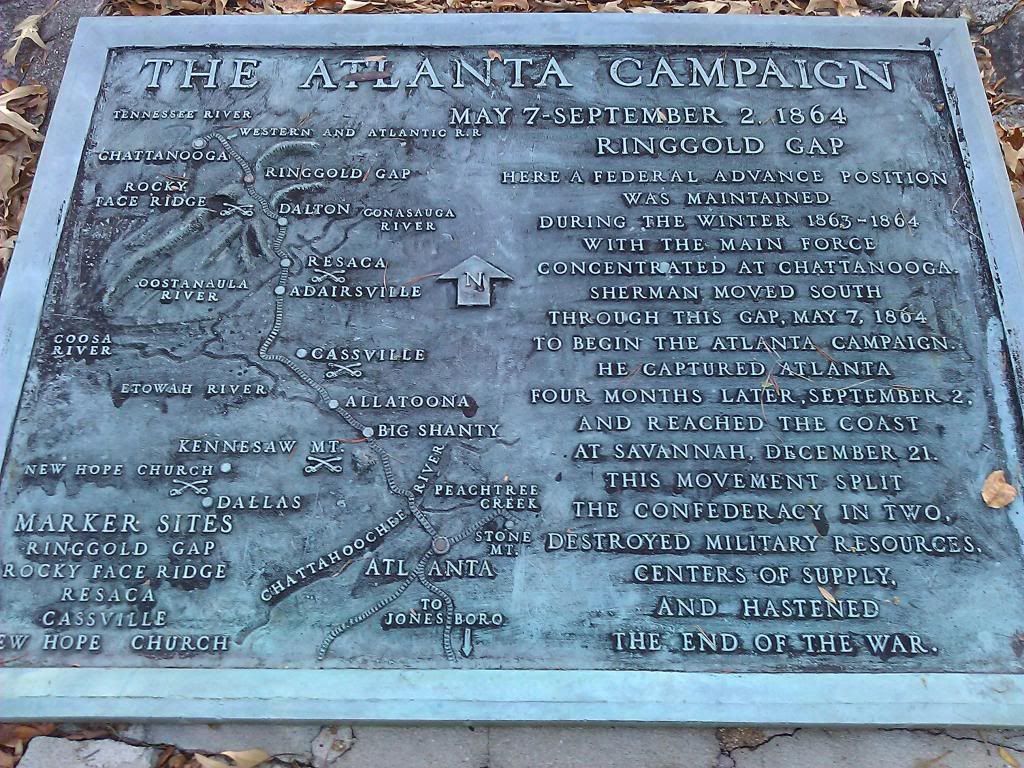 THE ATLANTA CAMPAIGN
MAY 7-SEPTEMBER 2, 1864
RINGGOLD GAP
HERE A FEDERAL ADVANCE POSITION
WAS MAINTAINED
DURING THE WINTER 1863-1864
WITH THE MAIN FORCE
CONCENTRATED AT CHATTANOOGA.
SHERMAN MOVED SOUTH
THROUGH THIS GAP, MAY 7, 1864
TO BEGIN THE ATLANTA CAMPAIGN.
HE CAPTURED ATLANTA
FOUR MONTHS LATER, SEPTEMBER 2,
AND REACHED THE COAST
AT SAVANNAH, DECEMBER 21.
THIS MOVEMENT SPLIT
THE CONFEDERACY IN TWO,
DESTROYED MILITARY RESOURCES,
CENTERS OF SUPPLY,
AND HASTENED
THE END OF THE WAR.
TENNESSEE RIVER
WESTERN AND ATLANTIC R.R
CHATTANOOGA
RINGGOLD GAP
ROCKY
FACE RIDGE
DALTON
CONASAUGA
RIVER
RESACA
OOSTANAULA
RIVER
ADAIRSVILLE
N
COOSA
RIVER
CASSVILLE
ETOWAH RIVER
ALLATOONA
BIG SHANTY
KENNESAW MT.
NEW HOPE CHURCH
DALLAS
PEACHTREE
CREEK
CHATTAHOOCHEE RIVER
STONE
MT.
ATLANTA
TO
JONESBORO
MARKER SITES
RINGGOLD GAP
ROCKY FACE RIDGE
RESACA
CASSVILLE
EW HOPE CHURCH